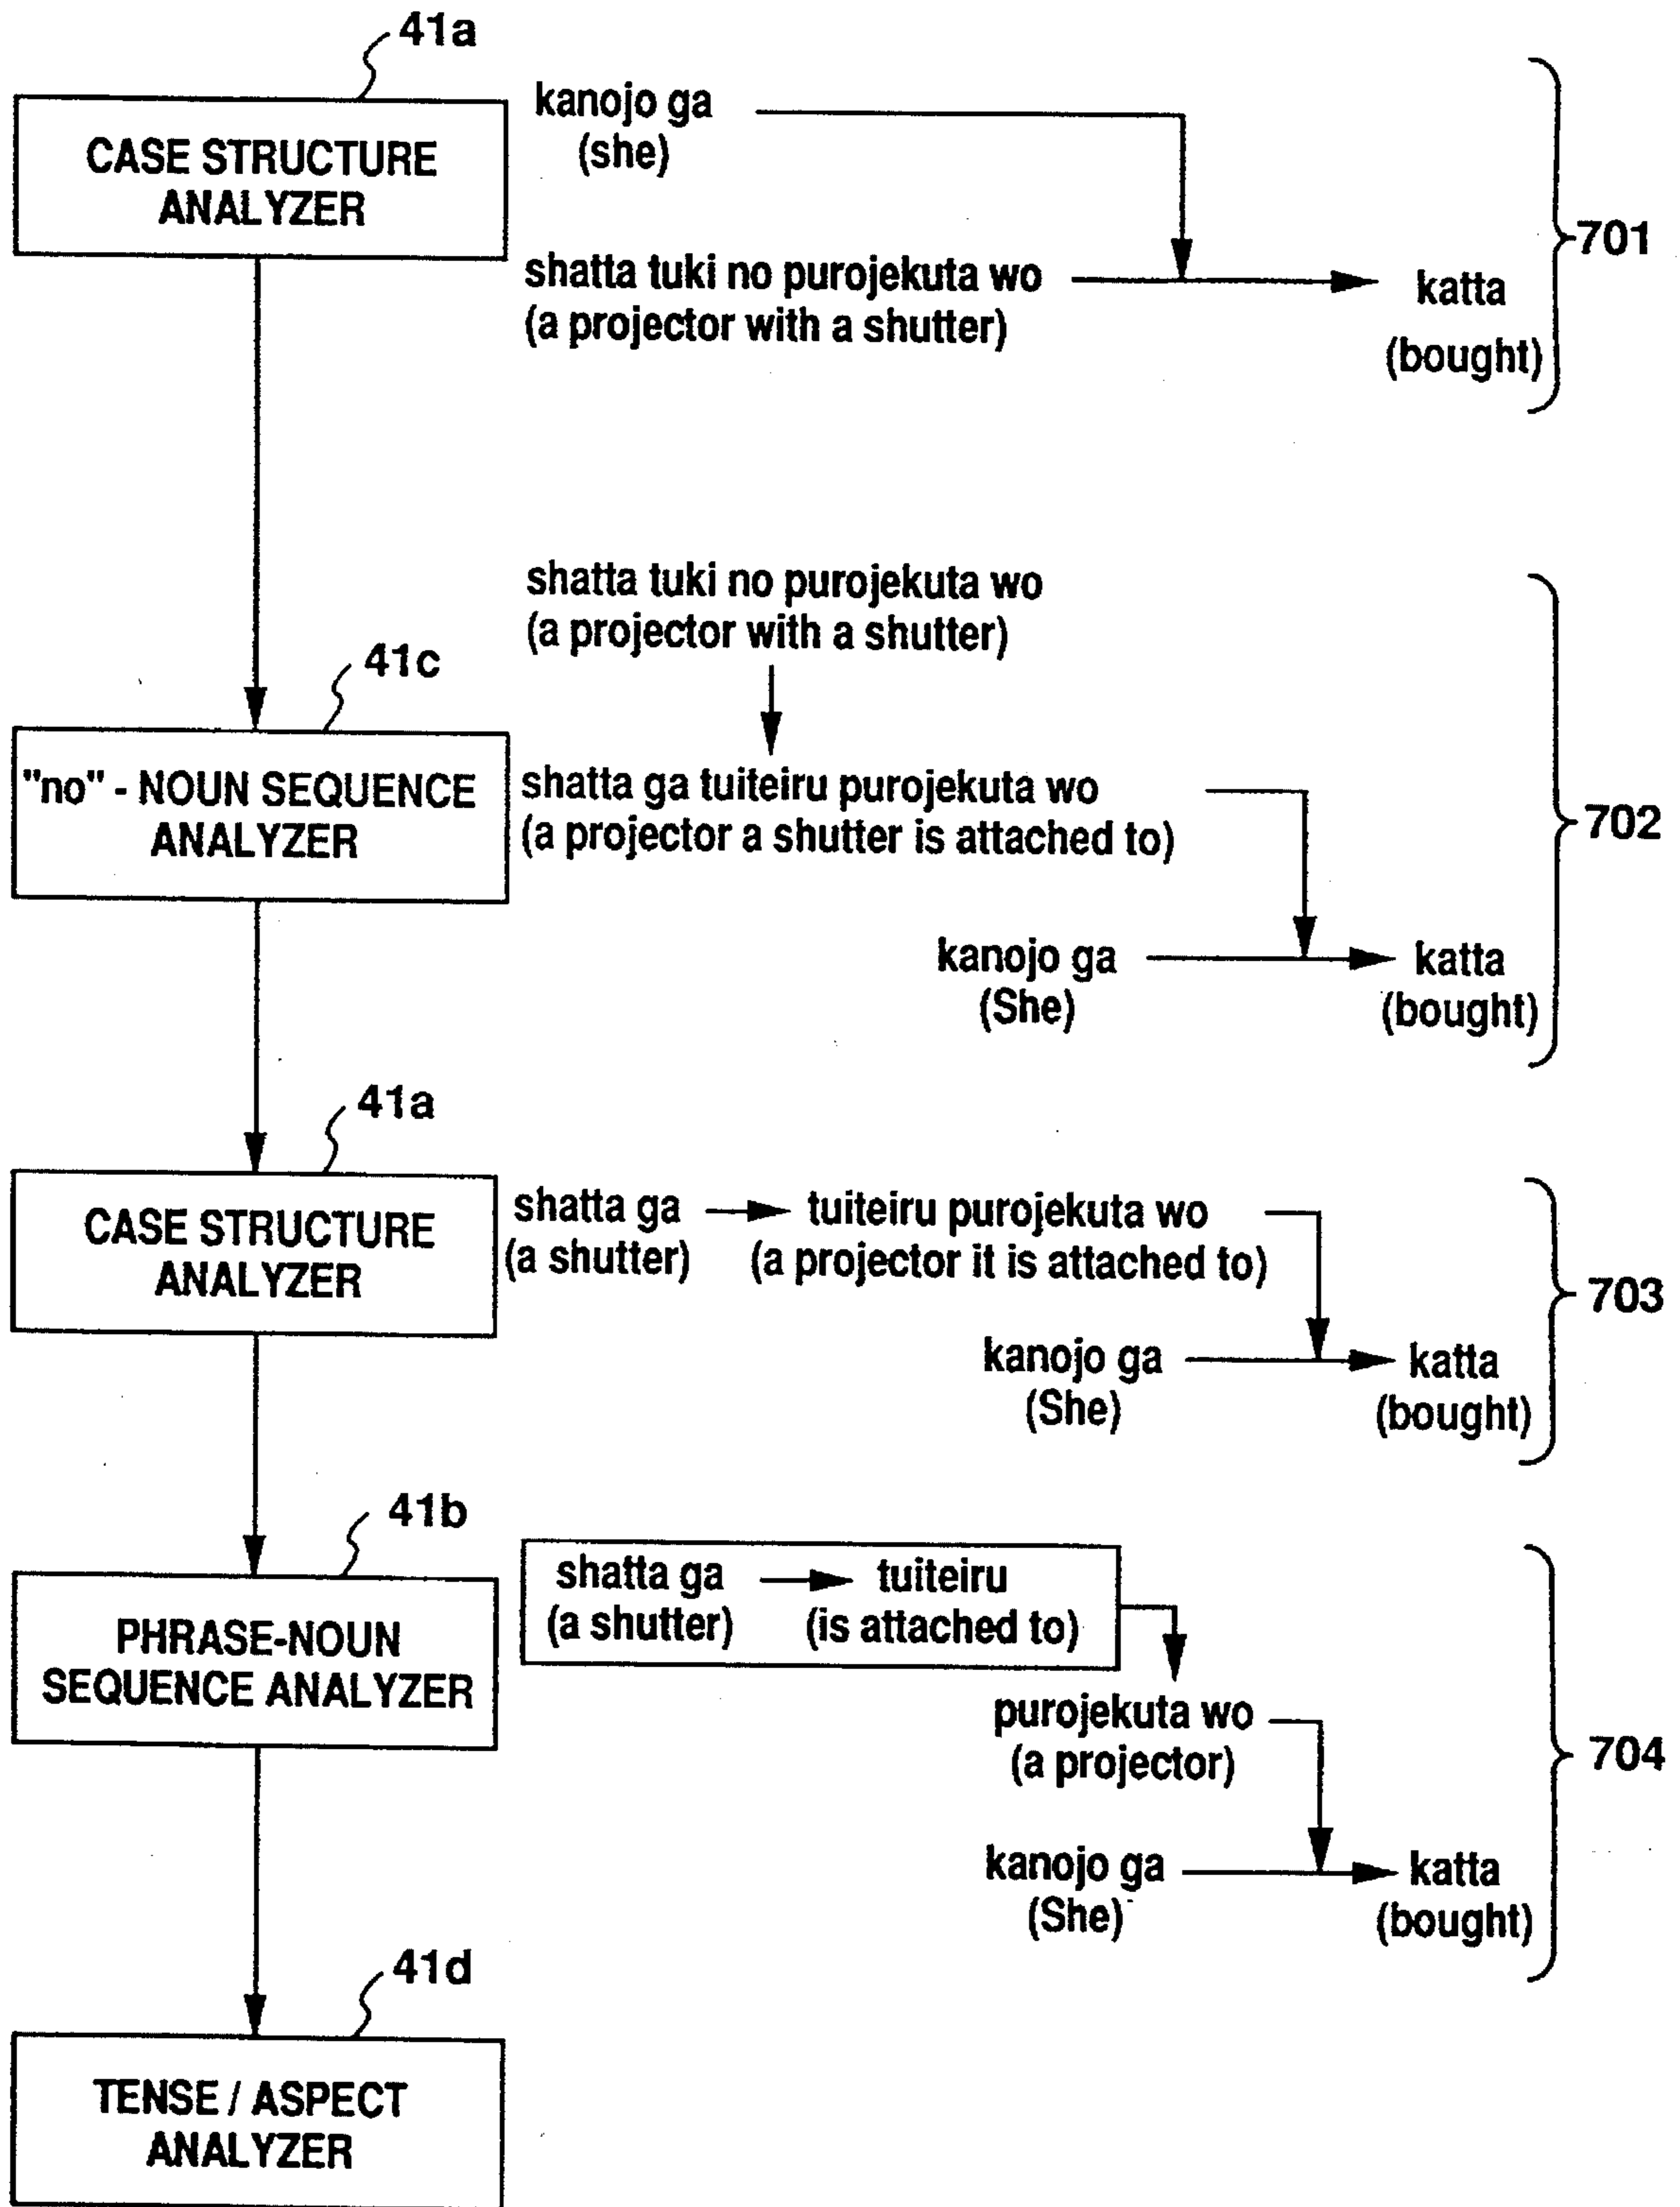 41a
CASE STRUCTURE
ANALYZER
kanojo ga
(she)
shatta tuki no purojekuta wo
(a projector with a shutter)
katta
(bought)
701
shatta tuki no purojekuta wo
(a projector with a shutter)
41c
"no" - NOUN SEQUENCE
ANALYZER
shatta ga tuiteiru purojekuta wo
(a projector a shutter is attached to)
kanojo ga
(She)
katta
(bought)
702
41a
CASE STRUCTURE
ANALYZER
shatta ga
(a shutter)
tuiteiru purojekuta wo
(a projector it is attached to)
kanojo ga
(She)
katta
(bought)
703
41b
PHRASE-NOUN
SEQUENCE ANALYZER
shatta ga
(a shutter)
tuiteiru
(is attached to)
purojekuta wo
(a projector)
kanojo ga
(She)
katta
(bought)
704
41d
TENSE / ASPECT
ANALYZER